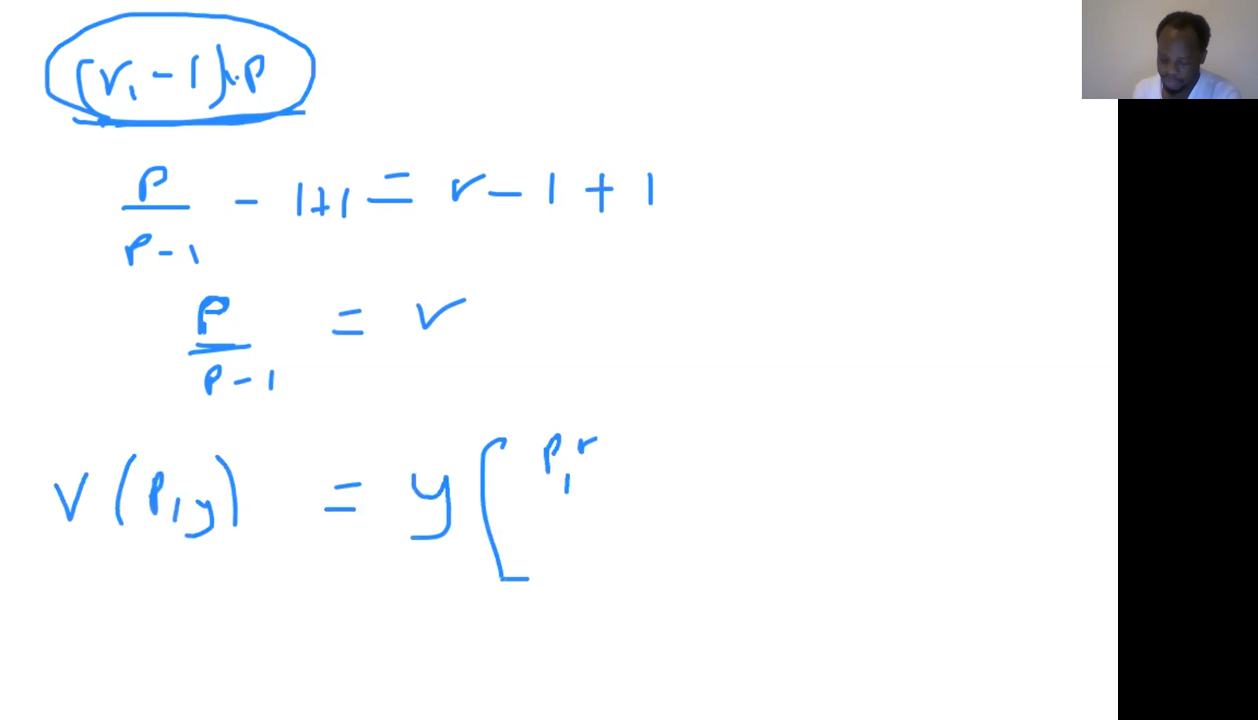 (r₁ - 1) · P
P/(P-1) - 1+1 = r - 1 + 1
P/(P-1) = r
V(P, y) = y [ P₁ʳ